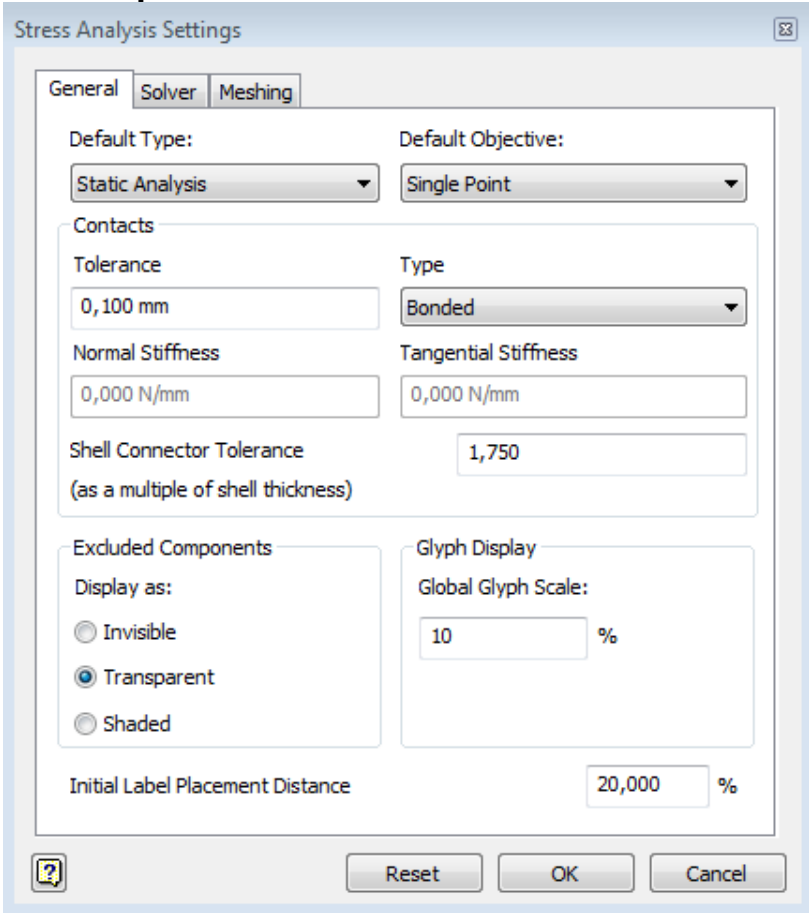 Stress Analysis Settings
General Solver Meshing
Default Type: Default Objective:
Static Analysis Single Point
Contacts
Tolerance Type
0,100 mm Bonded
Normal Stiffness Tangential Stiffness
0,000 N/mm 0,000 N/mm
Shell Connector Tolerance 1,750
(as a multiple of shell thickness)
Excluded Components Glyph Display
Display as: Global Glyph Scale:
Invisible 10 %
Transparent
Shaded
Initial Label Placement Distance 20,000 %
? Reset OK Cancel